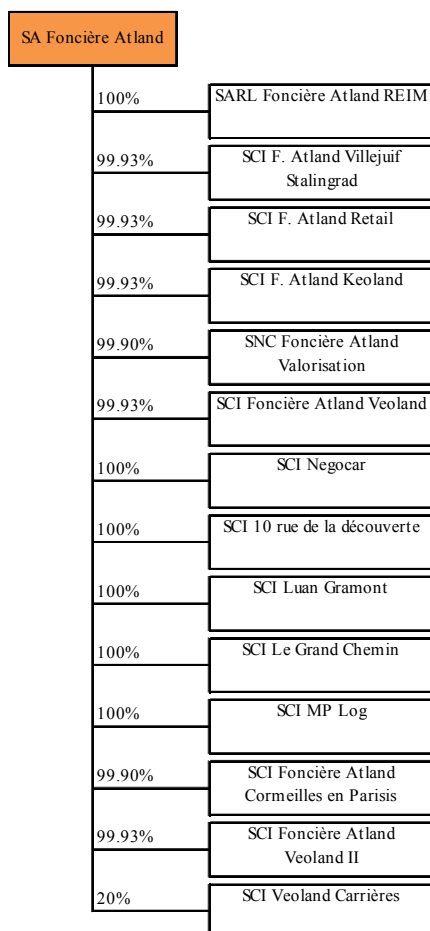 SA Foncière Atland
100%
SARL Foncière Atland REIM
99.93%
SCI F. Atland Villejuif
Stalingrad
99.93%
SCI F. Atland Retail
99.93%
SCI F. Atland Keoland
99.90%
SNC Foncière Atland
Valorisation
99.93%
SCI Foncière Atland Veoland
100%
SCI Negocar
100%
SCI 10 rue de la découverte
100%
SCI Luan Gramont
100%
SCI Le Grand Chemin
100%
SCI MP Log
99.90%
SCI Foncière Atland
Cormeilles en Parisis
99.93%
SCI Foncière Atland
Veoland II
20%
SCI Veoland Carrières